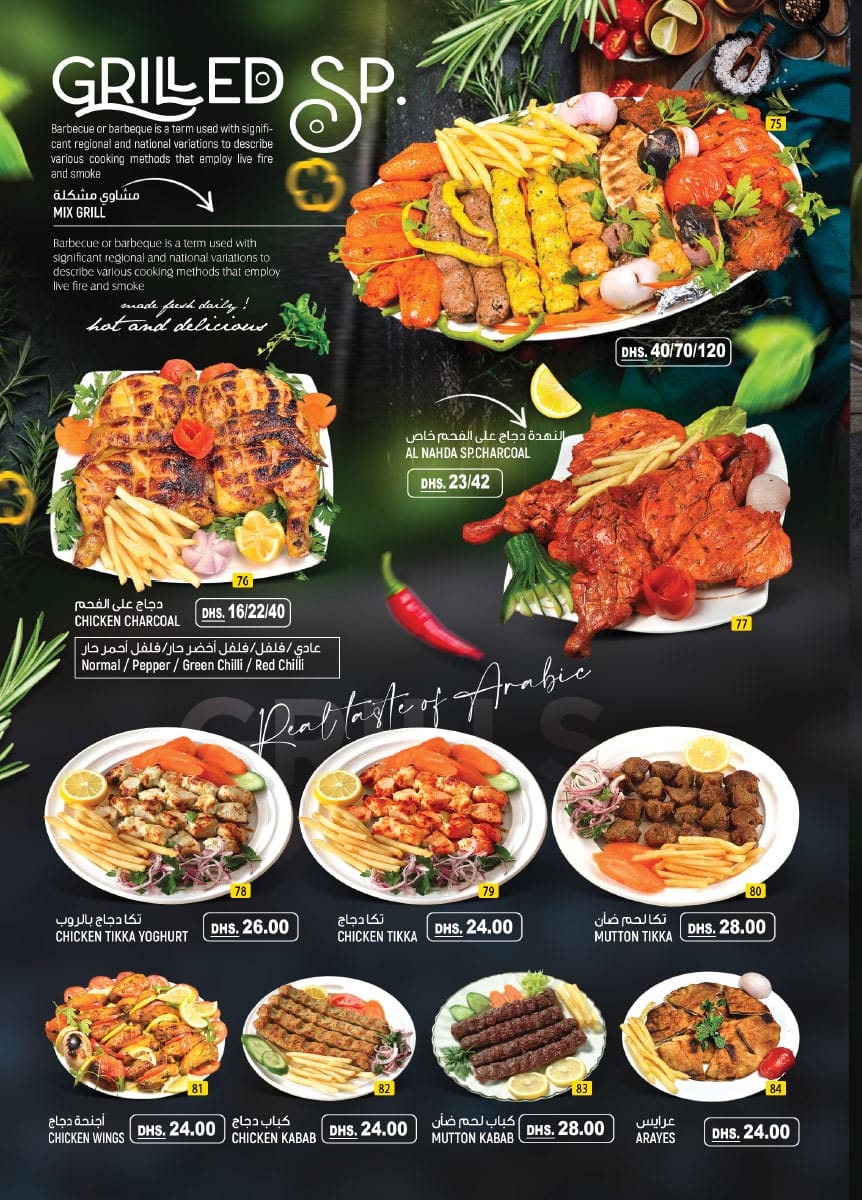 GRILLED SP.
Barbecue or barbeque is a term used with signifi-
cant regional and national variations to describe
various cooking methods that employ live fire
and smoke
مشاوي مشكلة
MIX GRILL
Barbecue or barbeque is a term used with
significant regional and national variations to
describe various cooking methods that employ
live fire and smoke
made fresh daily !
hot and delicious
75
DHS. 40/70/120
النهدة دجاج على الفحم خاص
AL NAHDA SP.CHARCOAL
DHS. 23/42
76
77
دجاج على الفحم
CHICKEN CHARCOAL
DHS. 16/22/40
عادي/فلفل/فلفل أخضر حار/فلفل أحمر حار
Normal / Pepper / Green Chilli / Red Chilli
GRILLS
Real taste of Arabic
78
79
80
تكا دجاج بالروب
CHICKEN TIKKA YOGHURT
DHS. 26.00
تكا دجاج
CHICKEN TIKKA
DHS. 24.00
تكا لحم ضأن
MUTTON TIKKA
DHS. 28.00
81
82
83
84
أجنحة دجاج
CHICKEN WINGS
DHS. 24.00
كباب دجاج
CHICKEN KABAB
DHS. 24.00
كباب لحم ضأن
MUTTON KABAB
DHS. 28.00
عرايس
ARAYES
DHS. 24.00